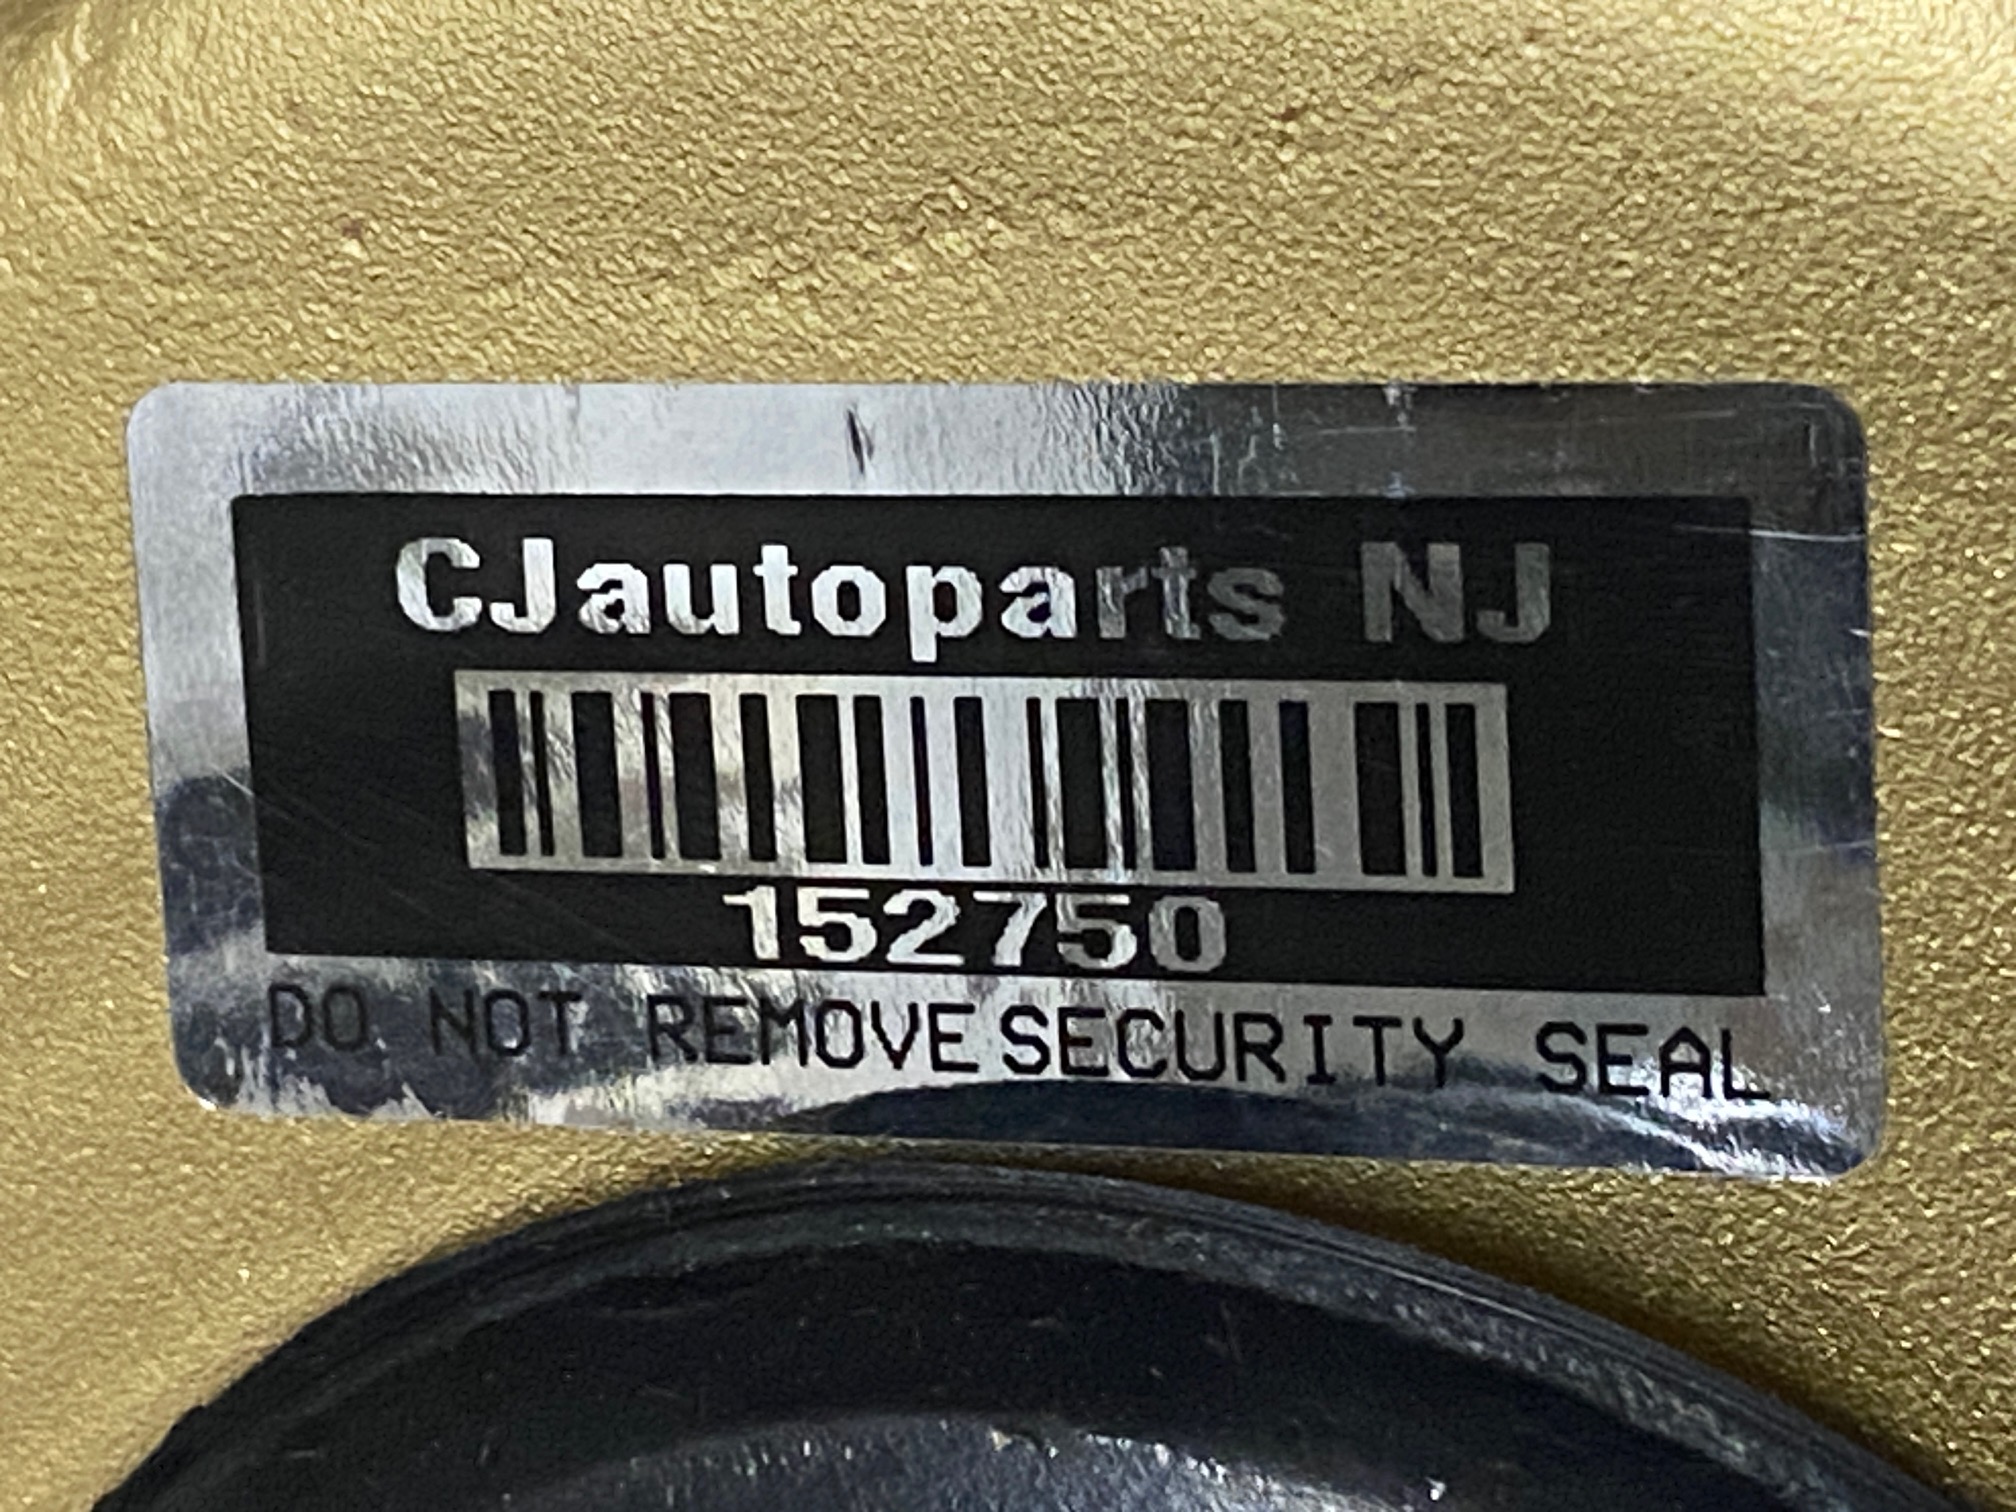 CJautoparts NJ
152750
DO NOT REMOVE SECURITY SEAL